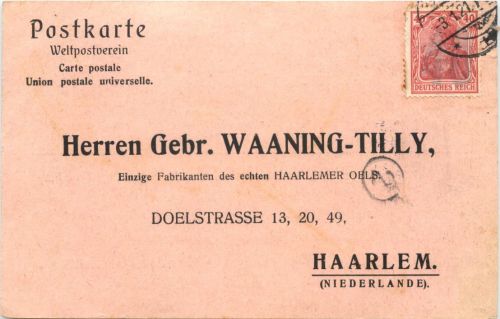 Postkarte
Weltpostverein
Carte postale
Union postale universelle.
DEUTSCHES REICH
Herren Gebr. WAANING-TILLY,
Einzige Fabrikanten des echten HAARLEMER OELS.
DOELSTRASSE 13, 20, 49,
HAARLEM.
(NIEDERLANDE).